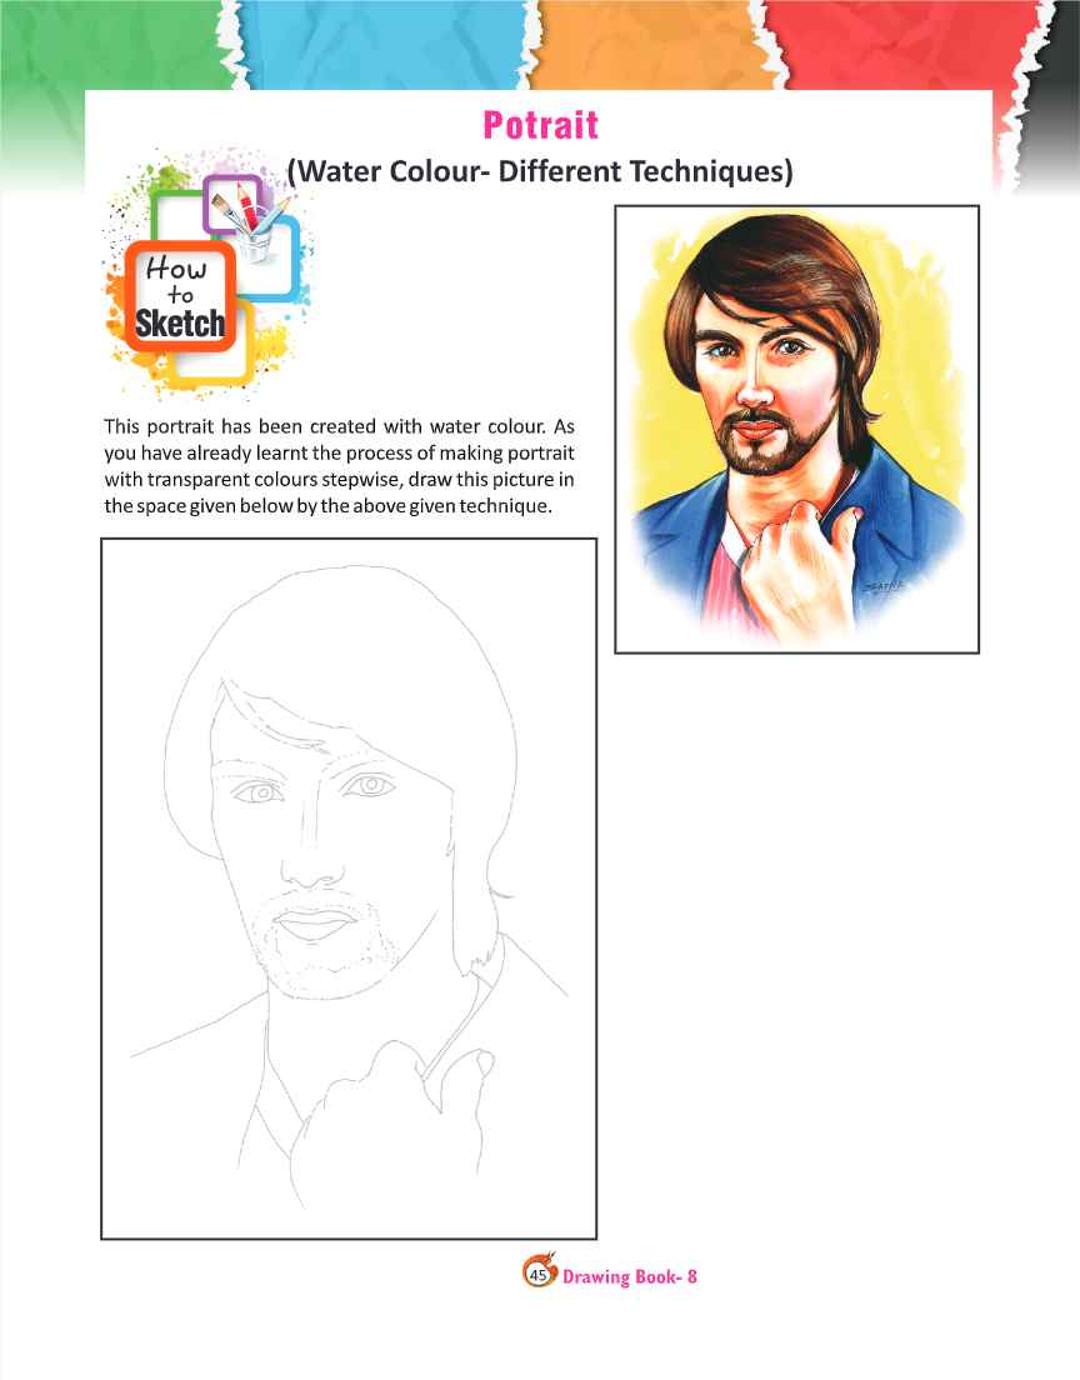 Potrait
(Water Colour- Different Techniques)
How
to
Sketch
This portrait has been created with water colour. As
you have already learnt the process of making portrait
with transparent colours stepwise, draw this picture in
the space given below by the above given technique.
45 Drawing Book- 8